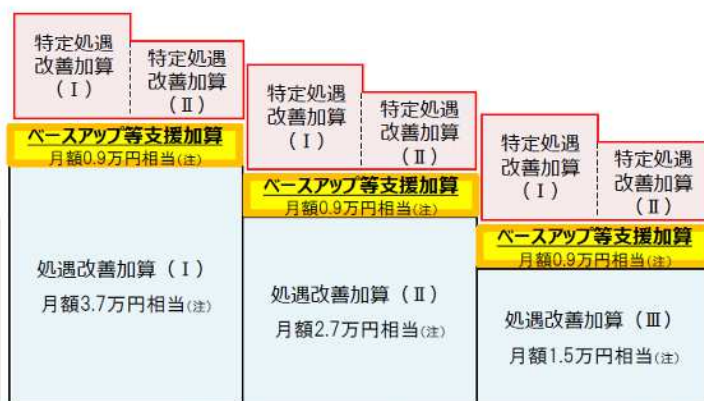 特定処遇
改善加算
(Ⅰ)
特定処遇
改善加算
(Ⅱ)
ベースアップ等支援加算
月額0.9万円相当(注)
処遇改善加算(Ⅰ)
月額3.7万円相当(注)
特定処遇
改善加算
(Ⅰ)
特定処遇
改善加算
(Ⅱ)
ベースアップ等支援加算
月額0.9万円相当(注)
処遇改善加算(Ⅱ)
月額2.7万円相当(注)
特定処遇
改善加算
(Ⅰ)
特定処遇
改善加算
(Ⅱ)
ベースアップ等支援加算
月額0.9万円相当(注)
処遇改善加算(Ⅲ)
月額1.5万円相当(注)